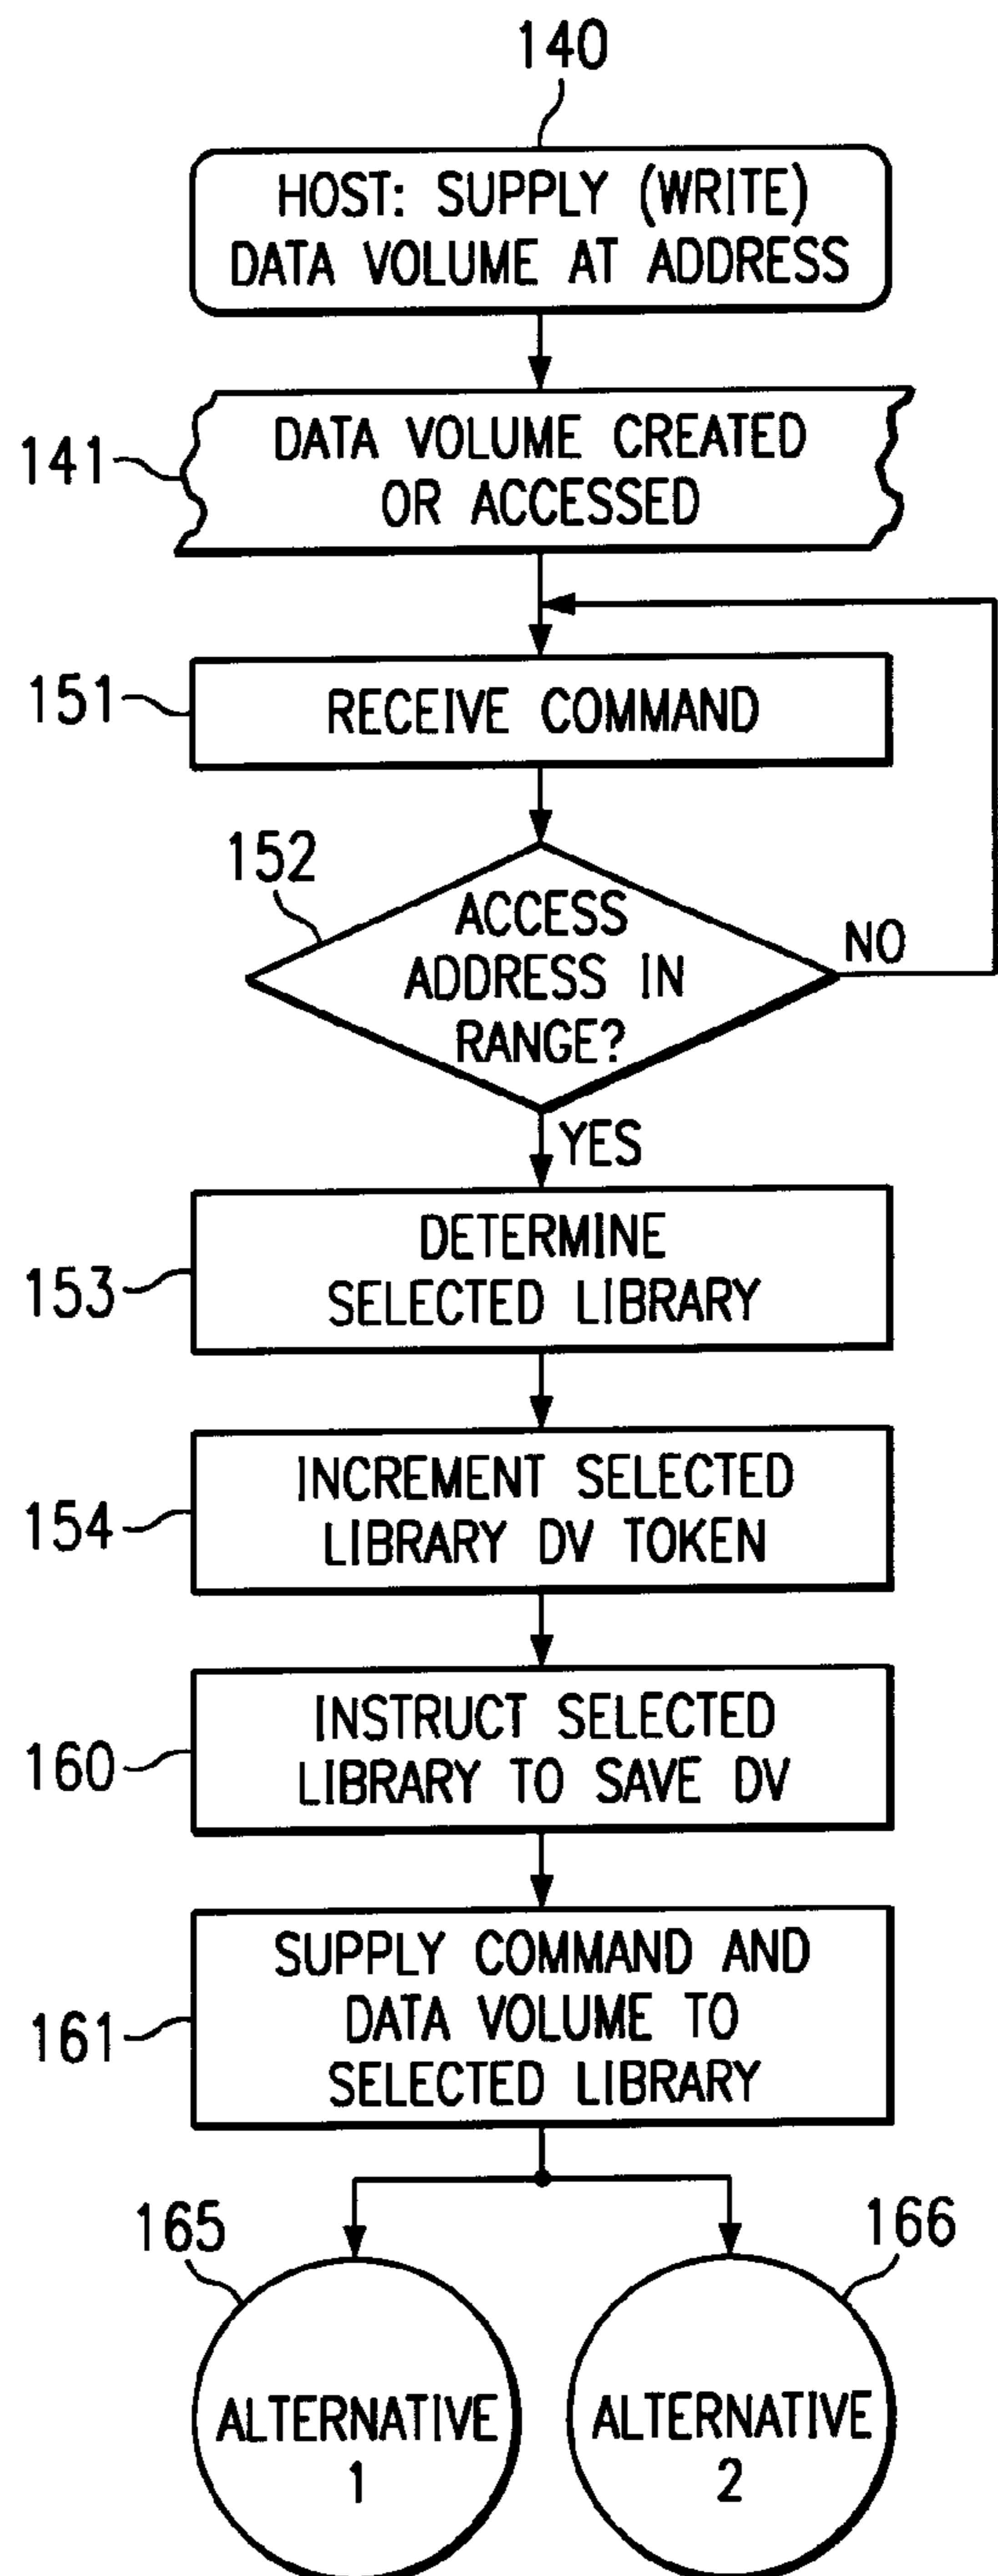 140
HOST: SUPPLY (WRITE)
DATA VOLUME AT ADDRESS
141
DATA VOLUME CREATED
OR ACCESSED
151
RECEIVE COMMAND
152
ACCESS
ADDRESS IN
RANGE?
NO
YES
153
DETERMINE
SELECTED LIBRARY
154
INCREMENT SELECTED
LIBRARY DV TOKEN
160
INSTRUCT SELECTED
LIBRARY TO SAVE DV
161
SUPPLY COMMAND AND
DATA VOLUME TO
SELECTED LIBRARY
165
166
ALTERNATIVE
1
ALTERNATIVE
2